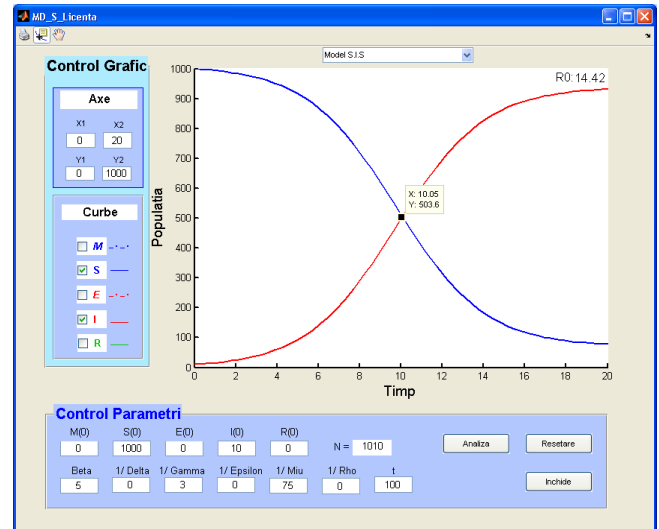 MD_S_Licenta
Control Grafic
Axe
X1 X2
0 20
Y1 Y2
0 1000
Curbe
M
S
E
I
R
Model S.I.S
R0:14.42
Populatia
1000
900
800
700
600
500
400
300
200
100
0
X: 10.05
Y: 503.6
0 2 4 6 8 10 12 14 16 18 20
Timp
Control Parametri
M(0) S(0) E(0) I(0) R(0)
0 1000 0 10 0 N = 1010
Analiza Resetare
Beta 1/ Delta 1/ Gamma 1/ Epsilon 1/ Miu 1/ Rho t
5 0 3 0 75 0 100
Inchide